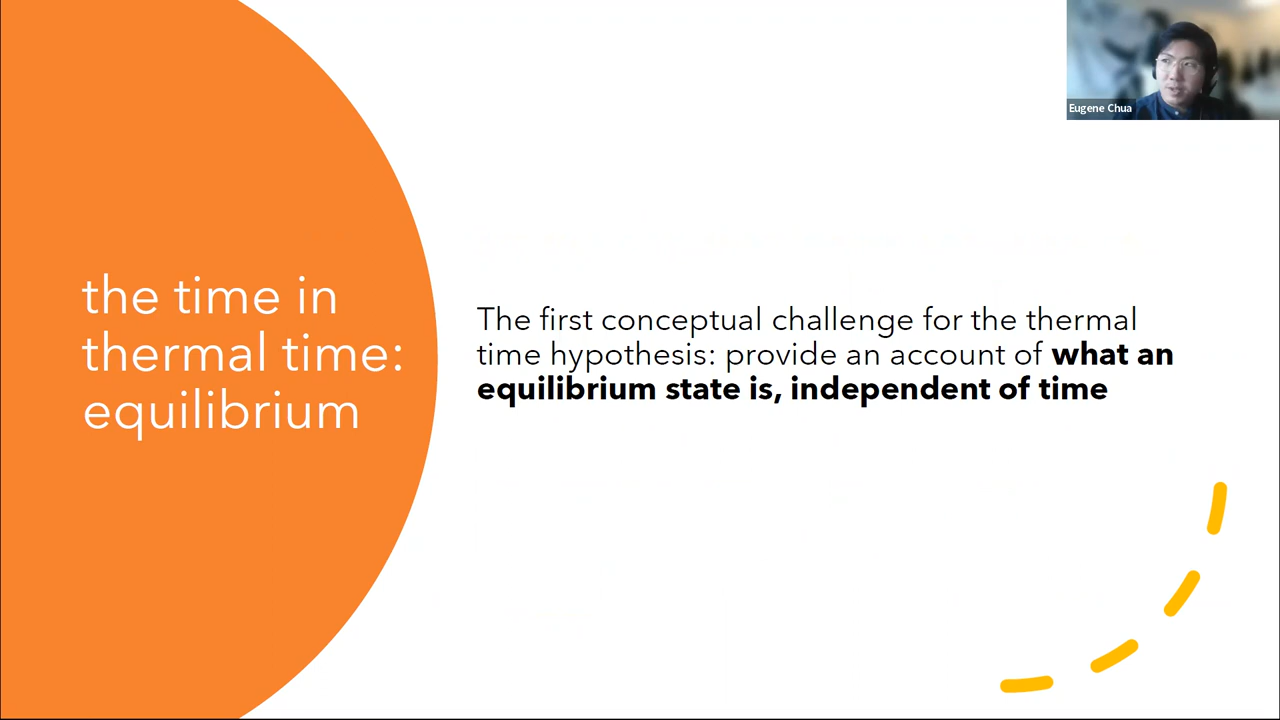 the time in
thermal time:
equilibrium
The first conceptual challenge for the thermal
time hypothesis: provide an account of what an
equilibrium state is, independent of time
Eugene Chua